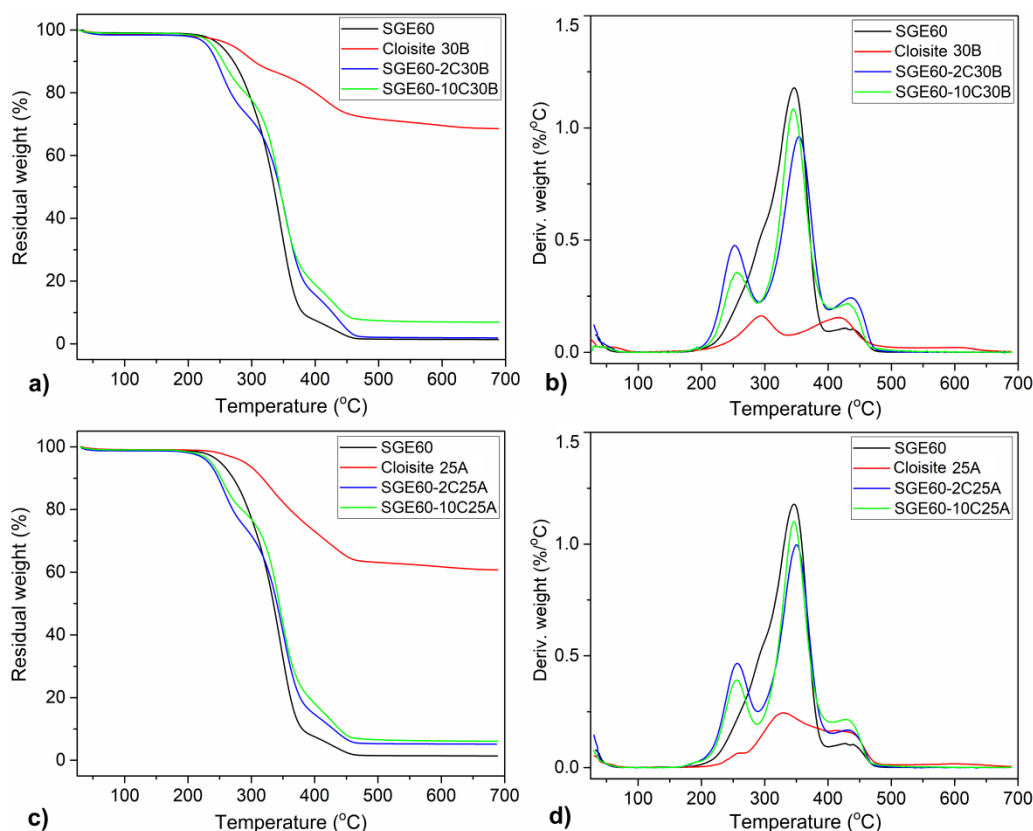 100
80
60
40
20
0
Residual weight (%)
SGE60
Cloisite 30B
SGE60-2C30B
SGE60-10C30B
100 200 300 400 500 600 700
Temperature (°C)
a)
1.5
1.0
0.5
0.0
Deriv. weight (%/°C)
SGE60
Cloisite 30B
SGE60-2C30B
SGE60-10C30B
100 200 300 400 500 600 700
Temperature (°C)
b)
100
80
60
40
20
0
Residual weight (%)
SGE60
Cloisite 25A
SGE60-2C25A
SGE60-10C25A
100 200 300 400 500 600 700
Temperature (°C)
c)
1.5
1.0
0.5
0.0
Deriv. weight (%/°C)
SGE60
Cloisite 25A
SGE60-2C25A
SGE60-10C25A
100 200 300 400 500 600 700
Temperature (°C)
d)